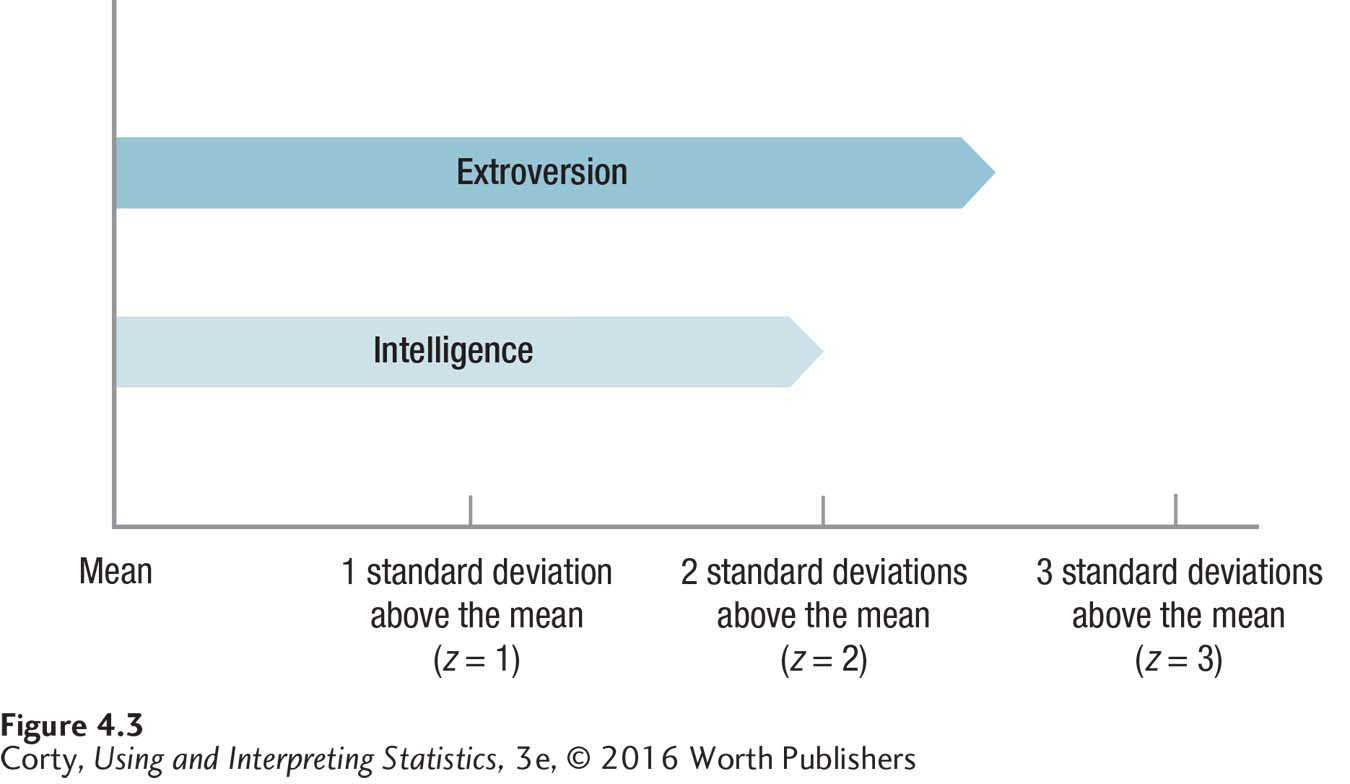 Extroversion
Intelligence
Mean
1 standard deviation
above the mean
(z = 1)
2 standard deviations
above the mean
(z = 2)
3 standard deviations
above the mean
(z = 3)
Figure 4.3
Corty, Using and Interpreting Statistics, 3e, © 2016 Worth Publishers